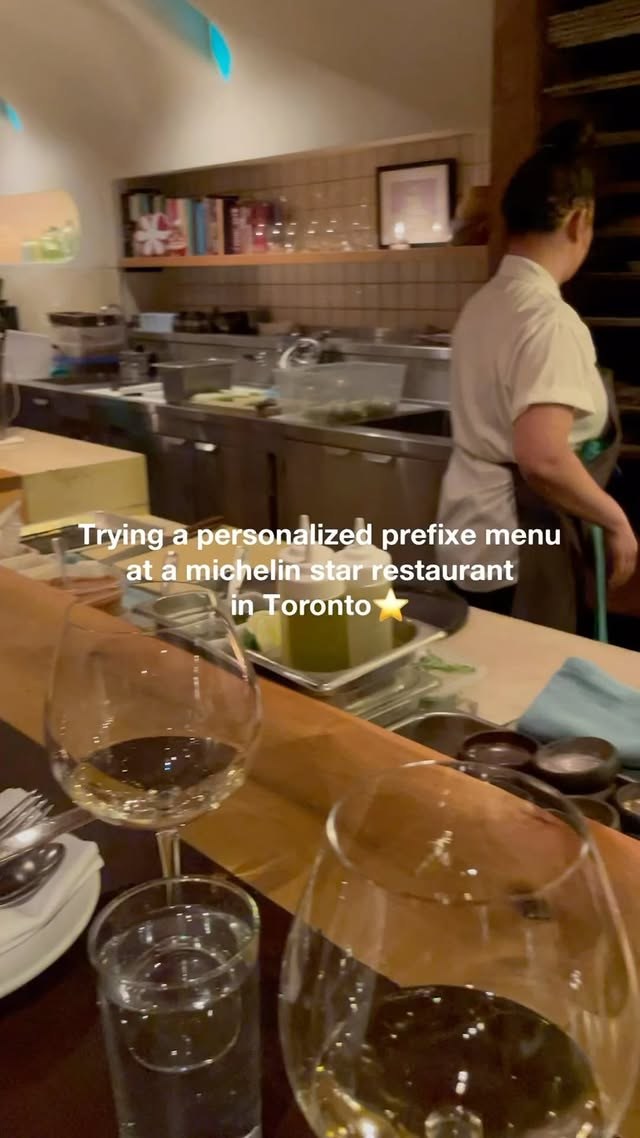 Trying a personalized prefixe menu
at a michelin star restaurant
in Toronto⭐